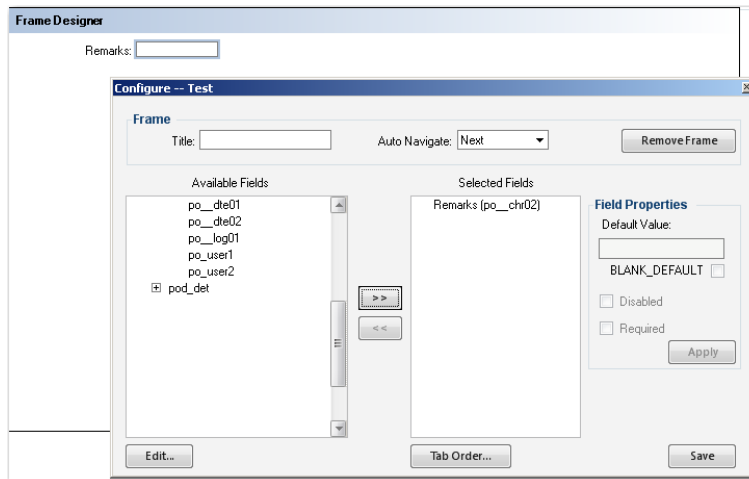 Frame Designer
Remarks:
Configure -- Test
Frame
Title:
Auto Navigate: Next
Remove Frame
Available Fields
Selected Fields
po__dte01
po__dte02
po__log01
po_user1
po_user2
pod_det
>>
<<
Remarks (po__chr02)
Field Properties
Default Value:
BLANK_DEFAULT
Disabled
Required
Apply
Edit...
Tab Order...
Save